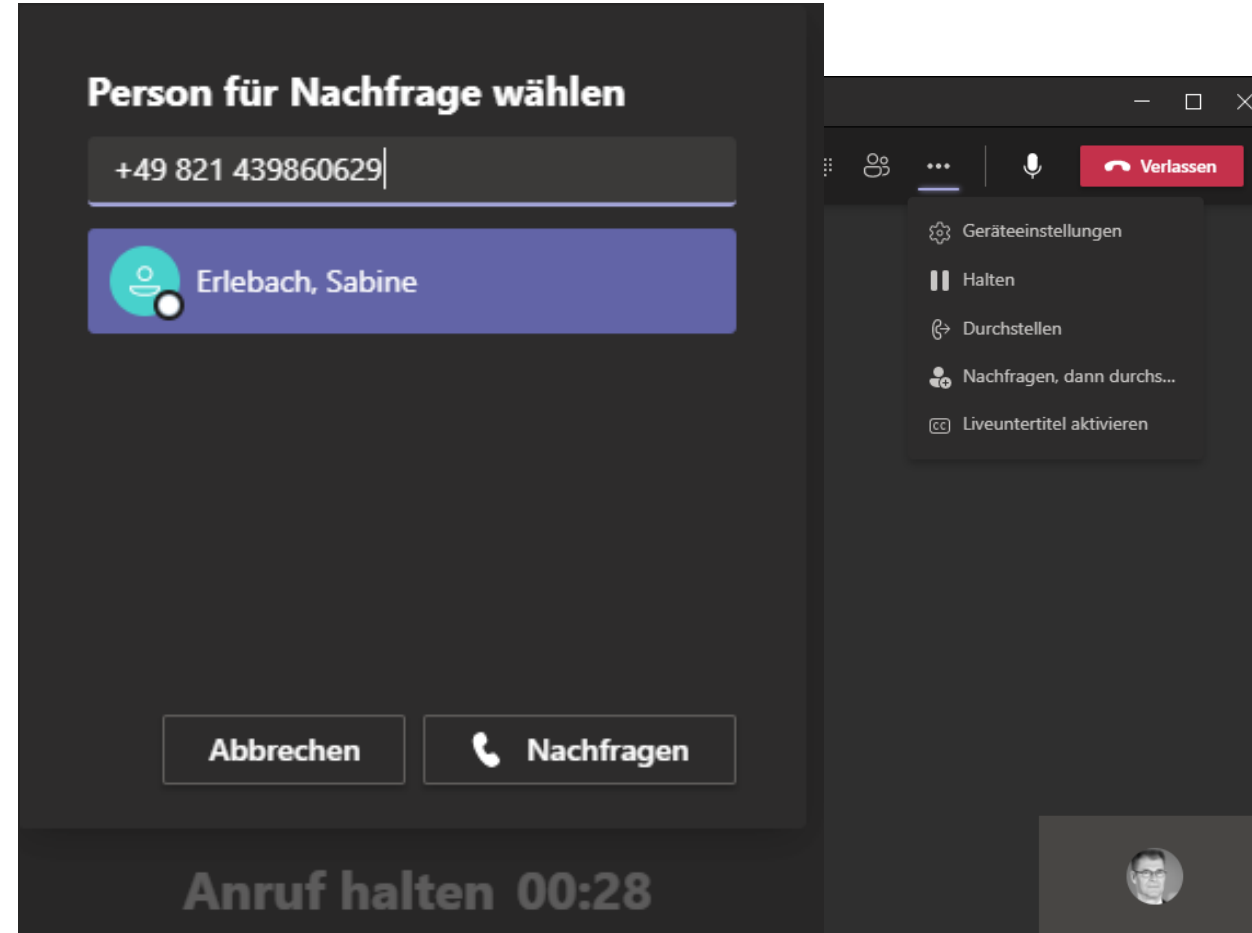 Person für Nachfrage wählen
+49 821 439860629
Erlebach, Sabine
Abbrechen
Nachfragen
Anruf halten 00:28
Verlassen
Geräteeinstellungen
Halten
Durchstellen
Nachfragen, dann durchs...
CC Liveuntertitel aktivieren